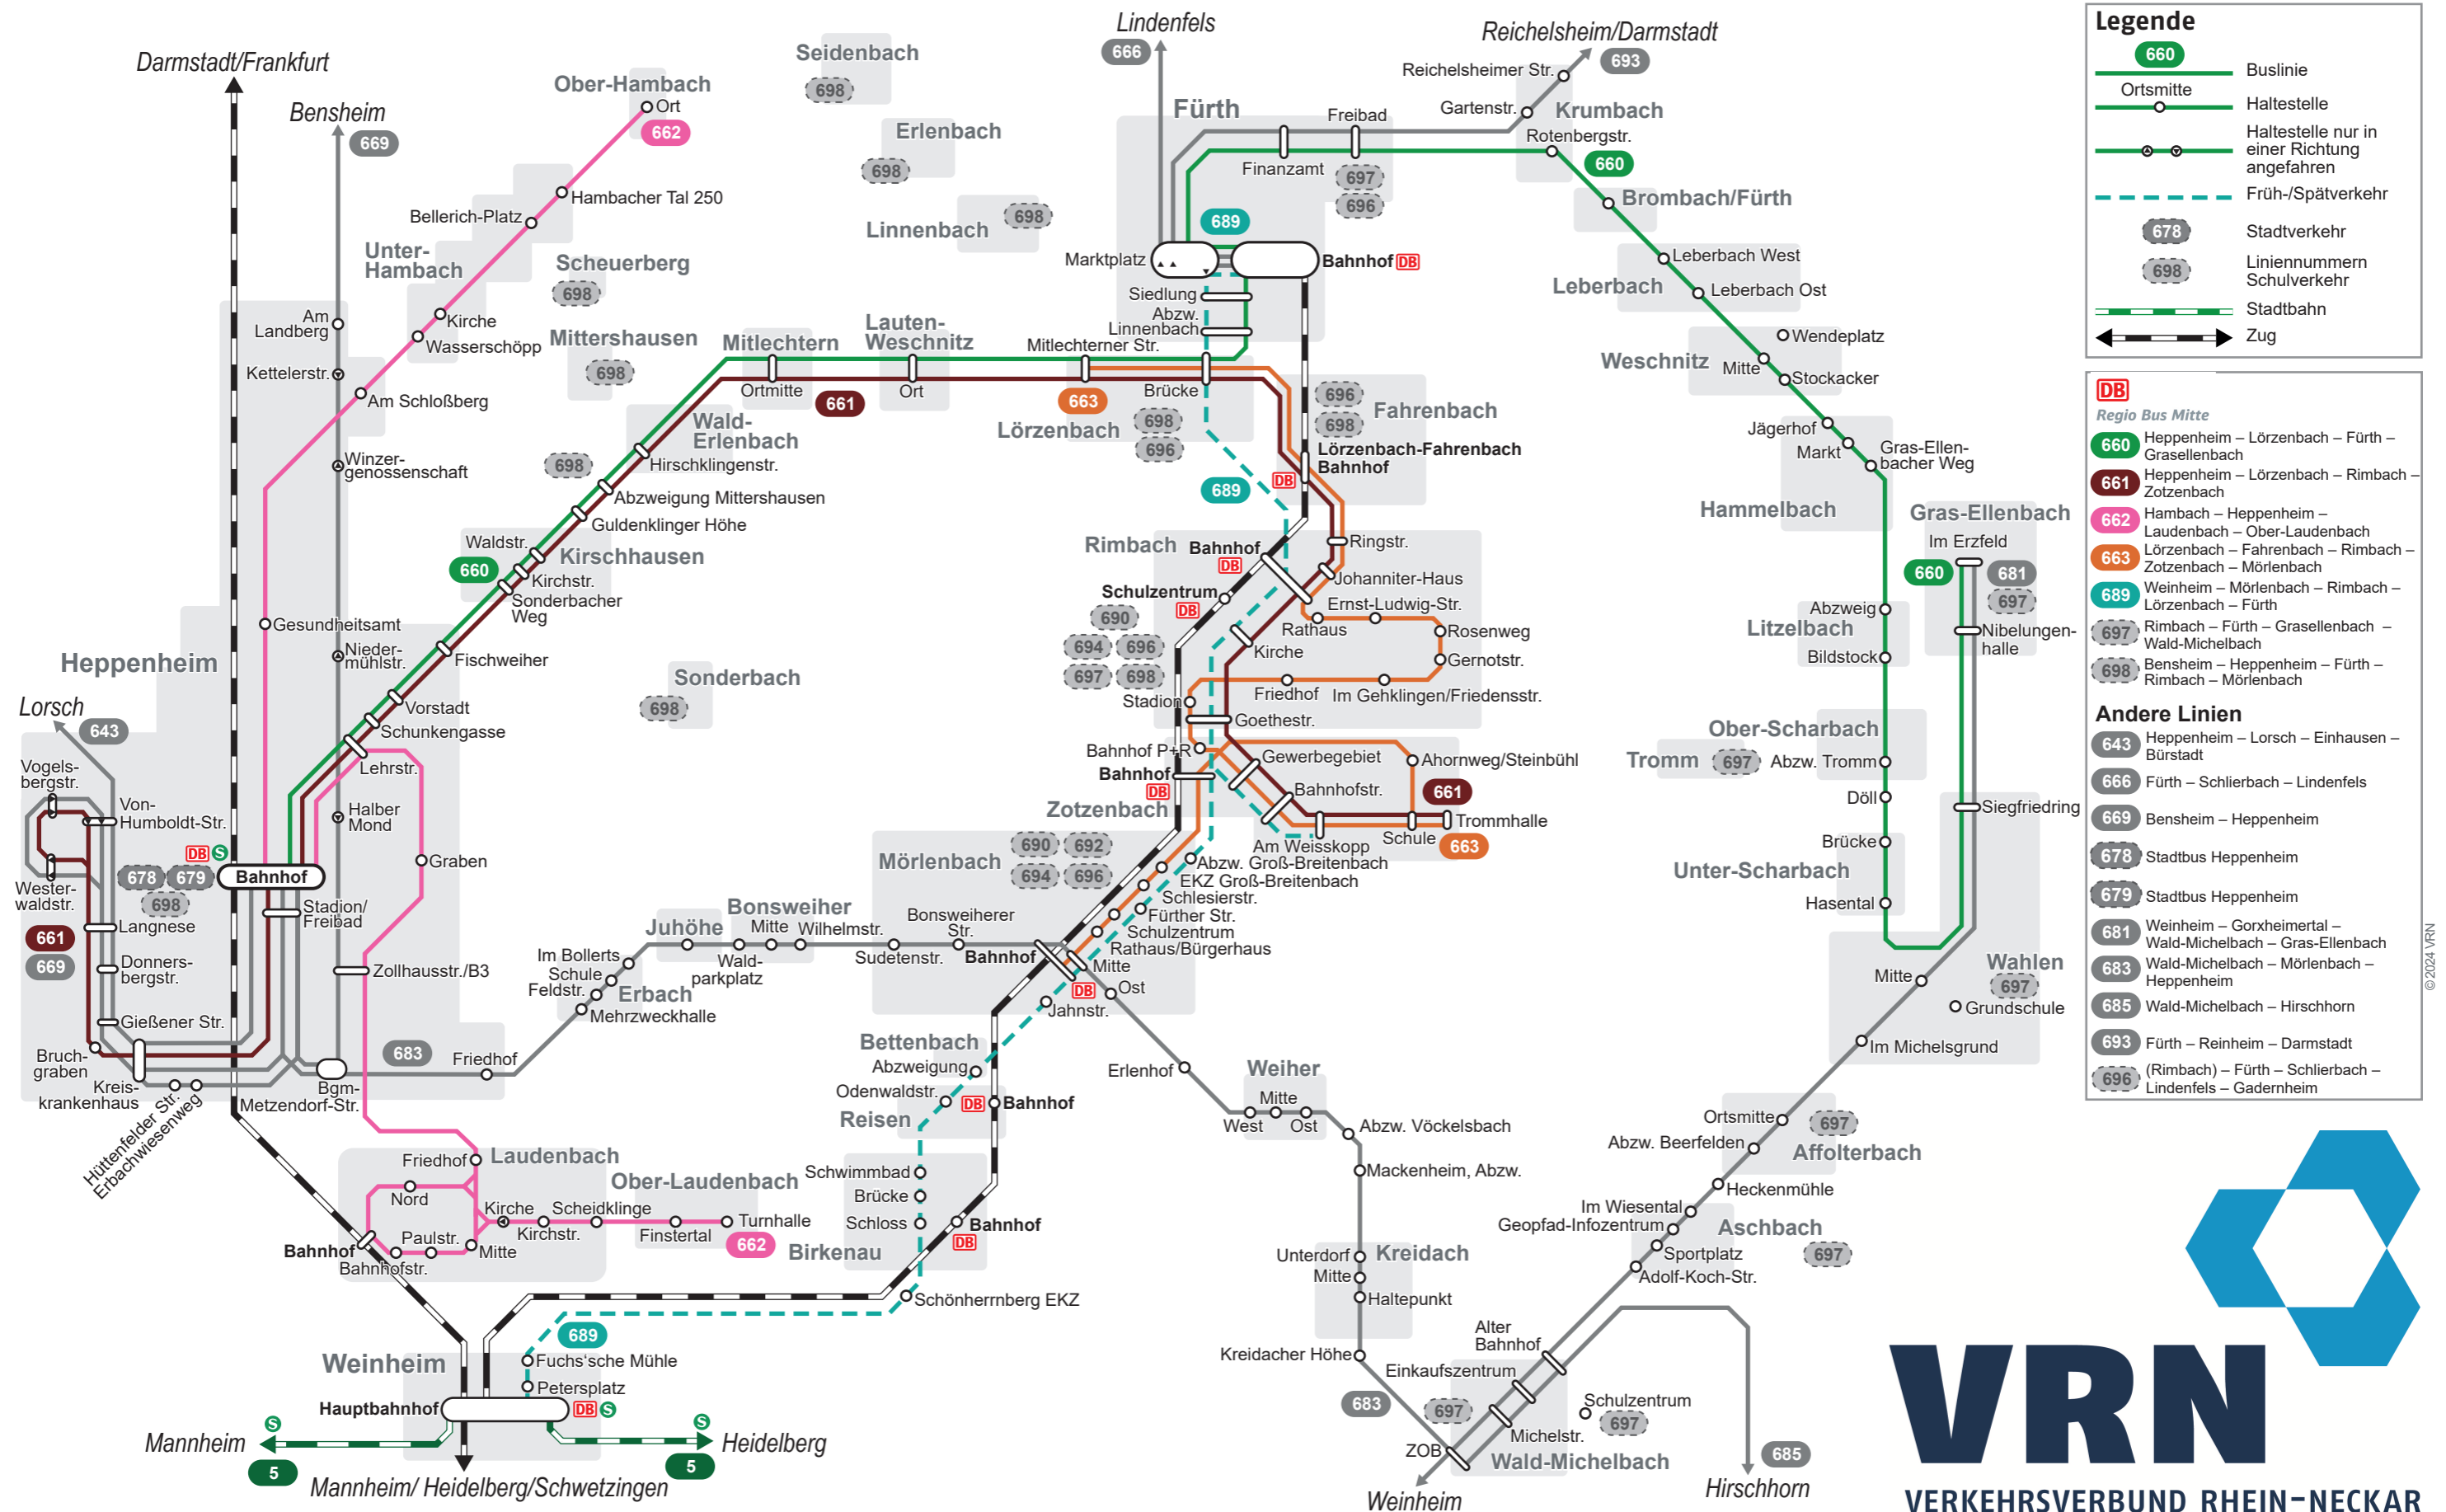 Darmstadt/Frankfurt
Bensheim
669
Ober-Hambach
Ort
662
Hambacher Tal 250
Bellerich-Platz
Unter-
Hambach
Kirche
Wasserschöpp
Am Schloßberg
Am
Landberg
Kettelerstr.
Winzer-
genossenschaft
Gesundheitsamt
Nieder-
mühlstr.
Seidenbach
698
Erlenbach
698
Linnenbach
698
Scheuerberg
698
Mittershausen
698
Lindenfels
666
Reichelsheim/Darmstadt
693
Reichelsheimer Str.
Gartenstr.
Krumbach
Rotenbergstr.
660
Fürth
Freibad
Finanzamt
697
696
689
Marktplatz
Bahnhof DB
Siedlung
Abzw.
Linnenbach
Brombach/Fürth
Leberbach West
Leberbach
Leberbach Ost
Wendeplatz
Weschnitz
Mitte
Stockacker
Jägerhof
Markt
Gras-Ellen-
bacher Weg
Hammelbach
Mitlechtern
Ortmitte
661
Lauten-
Weschnitz
Ort
Mitlechterner Str.
663
Brücke
Lörzenbach
698
696
696
698
Fahrenbach
Lörzenbach-Fahrenbach
Bahnhof
DB
689
Wald-
Erlenbach
Hirschklingenstr.
698
Abzweigung Mittershausen
Guldenklinger Höhe
Waldstr.
Kirschhausen
660
Kirchstr.
Sonderbacher
Weg
Fischweiher
Vorstadt
Schunkengasse
Lehrstr.
Sonderbach
698
Heppenheim
Lorsch
643
Vogels-
bergstr.
Von-
Humboldt-Str.
DB S
678 679
698
Bahnhof
Wester-
waldstr.
Langnese
661
669
Donners-
bergstr.
Gießener Str.
Bruch-
graben
Kreis-
krankenhaus
Hüttenfelder Str.
Erbachwiesenweg
Halber
Mond
Graben
Stadion/
Freibad
Zollhausstr./B3
Bgm-
Metzendorf-Str.
683
Friedhof
Mehrzweckhalle
Feldstr.
Schule
Im Bollerts
Erbach
Juhöhe
Wald-
parkplatz
Bonsweiher
Mitte
Wilhelmstr.
Sudetenstr.
Bonsweiherer
Str.
Bahnhof
DB
Mörlenbach
690 692
694 696
Rimbach
Bahnhof
DB
Schulzentrum
DB
690
694 696
697 698
Ringstr.
Johanniter-Haus
Ernst-Ludwig-Str.
Rathaus
Rosenweg
Kirche
Gernotstr.
Friedhof
Im Gehklingen/Friedensstr.
Stadion
Goethestr.
Bahnhof P+R
Bahnhof
DB
Zotzenbach
Gewerbegebiet
Ahornweg/Steinbühl
Bahnhofstr.
661
Trommhalle
Schule
663
Am Weisskopp
Abzw. Groß-Breitenbach
EKZ Groß-Breitenbach
Schlesierstr.
Fürther Str.
Schulzentrum
Rathaus/Bürgerhaus
Mitte
Ost
Jahnstr.
Bettenbach
Abzweigung
Odenwaldstr.
Reisen
DB Bahnhof
Schwimmbad
Brücke
Schloss
Birkenau
Bahnhof
DB
Schönherrnberg EKZ
689
Fuchs'sche Mühle
Petersplatz
Weinheim
Hauptbahnhof
DB S
S
Mannheim
5
S
Heidelberg
5
Mannheim/ Heidelberg/Schwetzingen
Friedhof
Laudenbach
Nord
Kirche
Scheidklinge
Kirchstr.
Paulstr.
Mitte
Bahnhof
Bahnhofstr.
Ober-Laudenbach
Finstertal
Turnhalle
662
Erlenhof
Weiher
West
Mitte
Ost
Abzw. Vöckelsbach
Mackenheim, Abzw.
Unterdorf
Kreidach
Mitte
Haltepunkt
Kreidacher Höhe
683
Gras-Ellenbach
Im Erzfeld
660
681
697
Nibelungen-
halle
Abzweig
Litzelbach
Bildstock
Ober-Scharbach
Tromm
697
Abzw. Tromm
Döll
Brücke
Unter-Scharbach
Hasental
Siegfriedring
Mitte
Wahlen
697
Grundschule
Im Michelsgrund
Ortsmitte
697
Abzw. Beerfelden
Affolterbach
Heckenmühle
Im Wiesental
Geopfad-Infozentrum
Aschbach
Sportplatz
697
Adolf-Koch-Str.
Alter
Bahnhof
Einkaufszentrum
697
Schulzentrum
697
Michelstr.
ZOB
Wald-Michelbach
Weinheim
685
Hirschhorn
Legende
660
Buslinie
Ortsmitte
Haltestelle
Haltestelle nur in
einer Richtung
angefahren
Früh-/Spätverkehr
678 Stadtverkehr
698 Liniennummern
Schulverkehr
Stadtbahn
Zug
DB
Regio Bus Mitte
660 Heppenheim – Lörzenbach – Fürth –
Grasellenbach
661 Heppenheim – Lörzenbach – Rimbach –
Zotzenbach
662 Hambach – Heppenheim –
Laudenbach – Ober-Laudenbach
663 Lörzenbach – Fahrenbach – Rimbach –
Zotzenbach – Mörlenbach
689 Weinheim – Mörlenbach – Rimbach –
Lörzenbach – Fürth
697 Rimbach – Fürth – Grasellenbach –
Wald-Michelbach
698 Bensheim – Heppenheim – Fürth –
Rimbach – Mörlenbach
Andere Linien
643 Heppenheim – Lorsch – Einhausen –
Bürstadt
666 Fürth – Schlierbach – Lindenfels
669 Bensheim – Heppenheim
678 Stadtbus Heppenheim
679 Stadtbus Heppenheim
681 Weinheim – Gorxheimertal –
Wald-Michelbach – Gras-Ellenbach
683 Wald-Michelbach – Mörlenbach –
Heppenheim
685 Wald-Michelbach – Hirschhorn
693 Fürth – Reinheim – Darmstadt
696 (Rimbach) – Fürth – Schlierbach –
Lindenfels – Gadernheim
© 2024 VRN
VRN
VERKEHRSVERBUND RHEIN-NECKAR